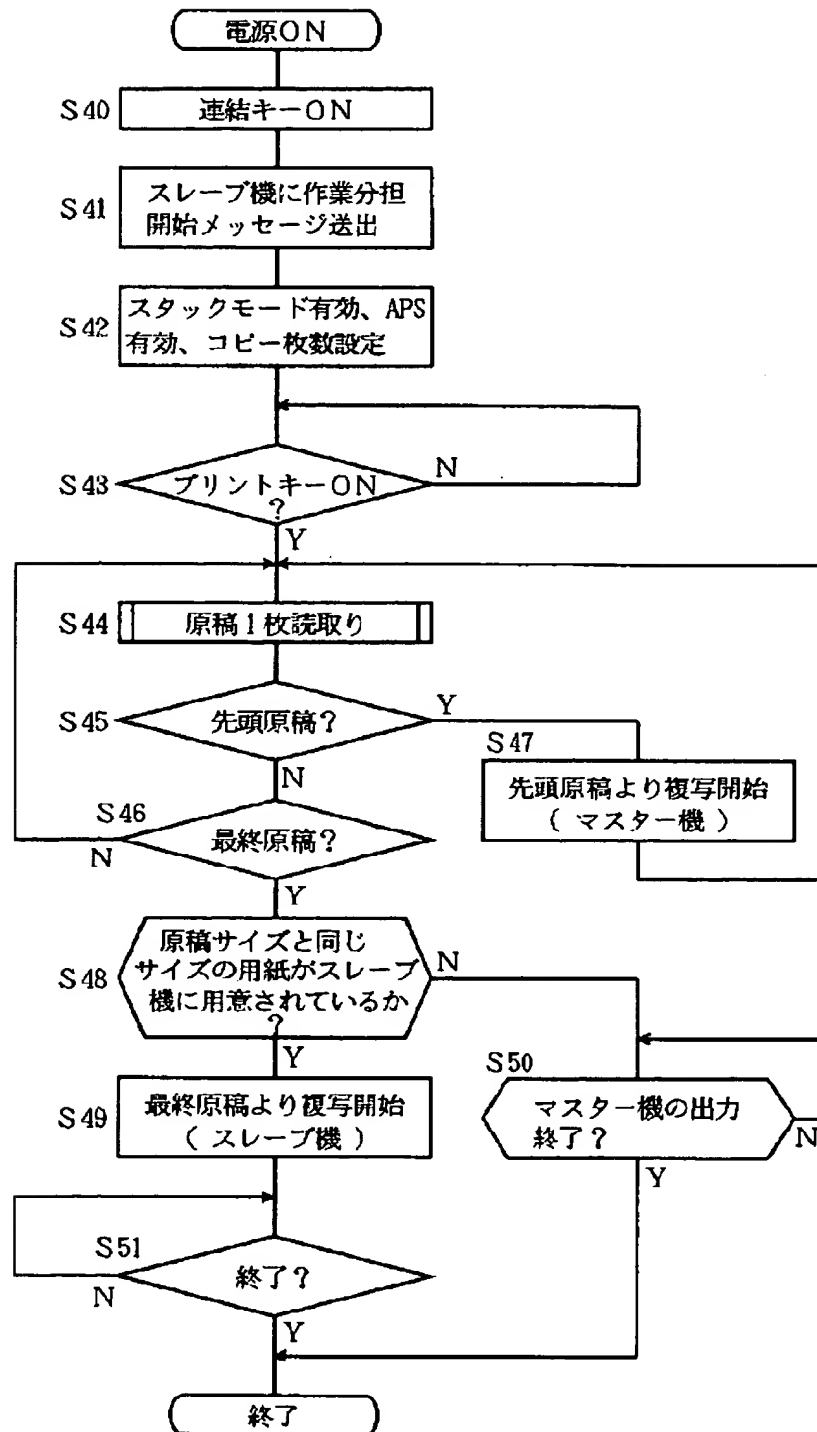 電源ON
S40
連結キーON
S41
スレーブ機に作業分担
開始メッセージ送出
S42
スタックモード有効、APS
有効、コピー枚数設定
S43
プリントキーON
?
N
Y
S44
原稿1枚読取り
S45
先頭原稿?
Y
N
S47
先頭原稿より複写開始
( マスター機 )
S46
最終原稿?
N
Y
S48
原稿サイズと同じ
サイズの用紙がスレーブ
機に用意されているか
?
N
Y
S49
最終原稿より複写開始
( スレーブ機 )
S50
マスター機の出力
終了?
N
Y
S51
終了?
N
Y
終了